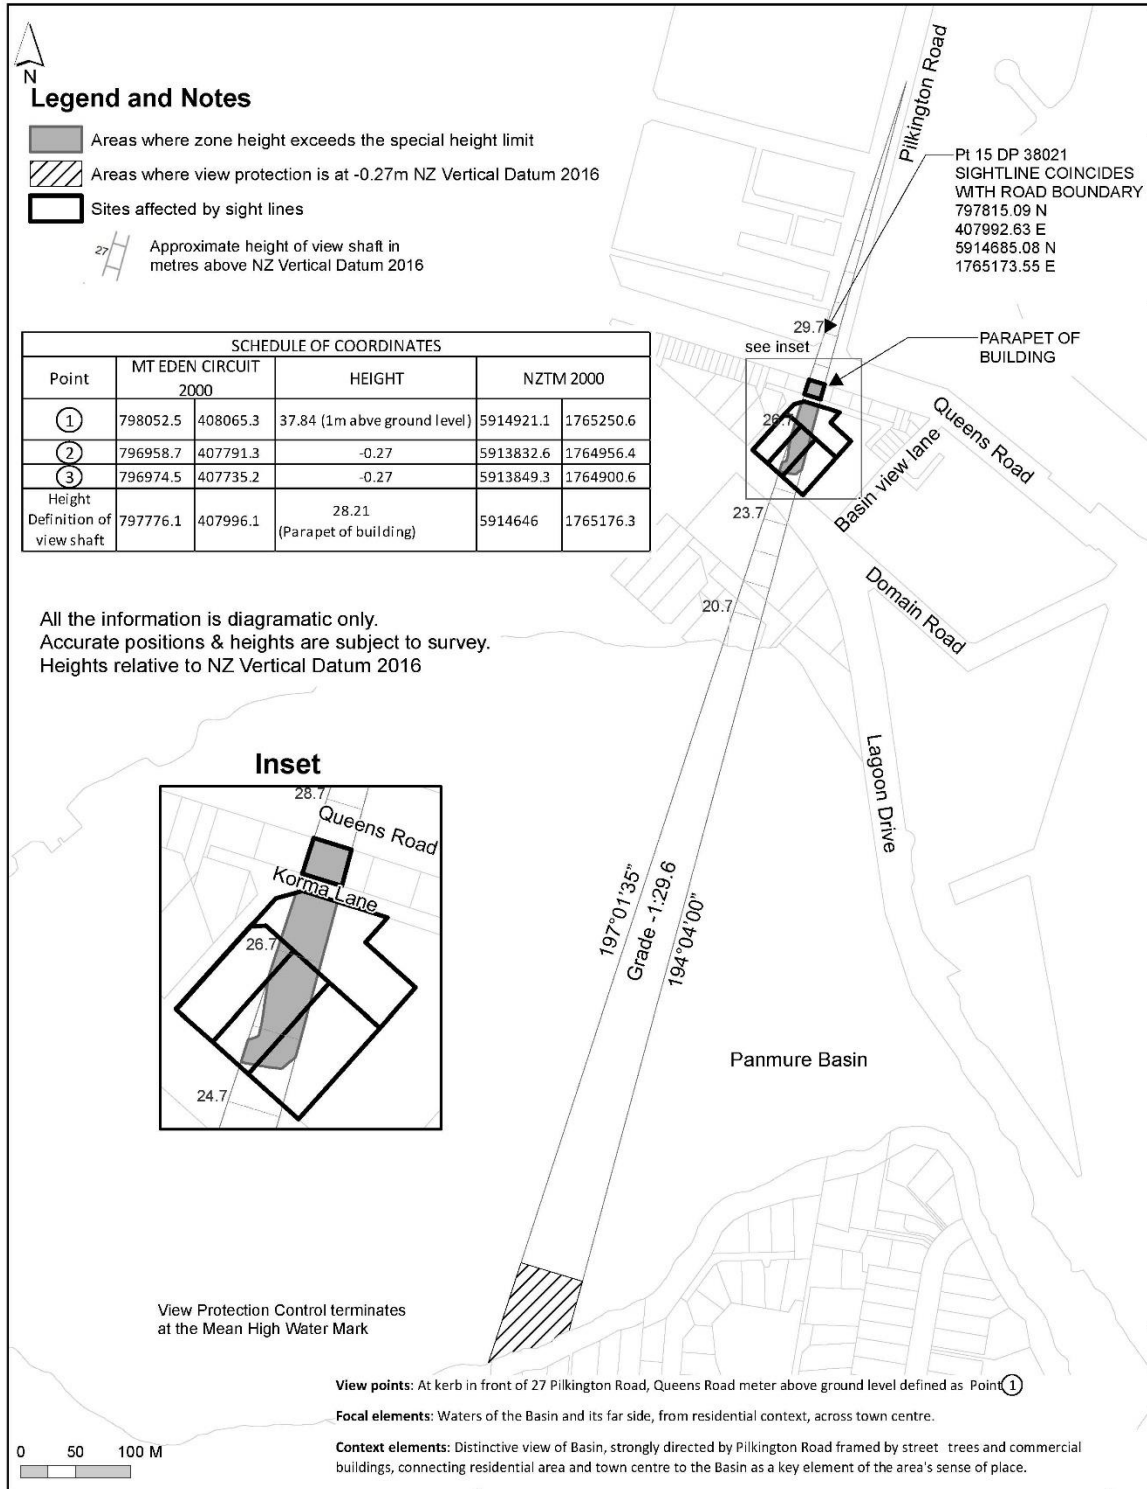 N
Legend and Notes
Areas where zone height exceeds the special height limit
Areas where view protection is at -0.27m NZ Vertical Datum 2016
Sites affected by sight lines
27
Approximate height of view shaft in
metres above NZ Vertical Datum 2016
SCHEDULE OF COORDINATES
Point MT EDEN CIRCUIT 2000 HEIGHT NZTM 2000
1 798052.5 408065.3 37.84 (1m abve ground level) 5914921.1 1765250.6
2 796958.7 407791.3 -0.27 5913832.6 1764956.4
3 796974.5 407735.2 -0.27 5913849.3 1764900.6
Height Definition of view shaft 797776.1 407996.1 28.21 (Parapet of building) 5914646 1765176.3
All the information is diagramatic only.
Accurate positions & heights are subject to survey.
Heights relative to NZ Vertical Datum 2016
Pilkington Road
Pt 15 DP 38021
SIGHTLINE COINCIDES
WITH ROAD BOUNDARY
797815.09 N
407992.63 E
5914685.08 N
1765173.55 E
29.7
see inset
PARAPET OF
BUILDING
26.7
Queens Road
Basin view lane
23.7
Domain Road
20.7
Lagoon Drive
197°01'35"
Grade -1:29.6
194°04'00"
Panmure Basin
Inset
28.7
Queens Road
Korma Lane
26.7
24.7
View Protection Control terminates
at the Mean High Water Mark
View points: At kerb in front of 27 Pilkington Road, Queens Road meter above ground level defined as Point 1
Focal elements: Waters of the Basin and its far side, from residential context, across town centre.
Context elements: Distinctive view of Basin, strongly directed by Pilkington Road framed by street trees and commercial
buildings, connecting residential area and town centre to the Basin as a key element of the area's sense of place.
0 50 100 M